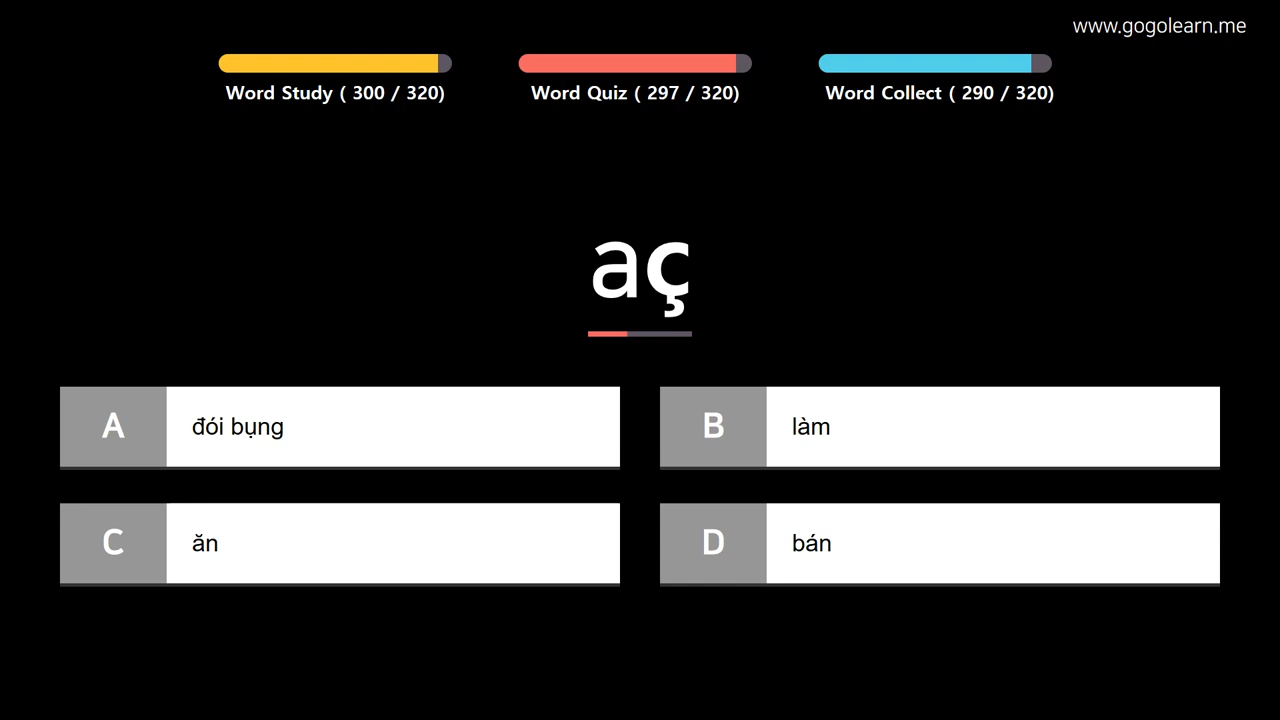 www.gogolearn.me
Word Study ( 300 / 320)
Word Quiz ( 297 / 320)
Word Collect ( 290 / 320)
aç
A
đói bụng
B
làm
C
ăn
D
bán